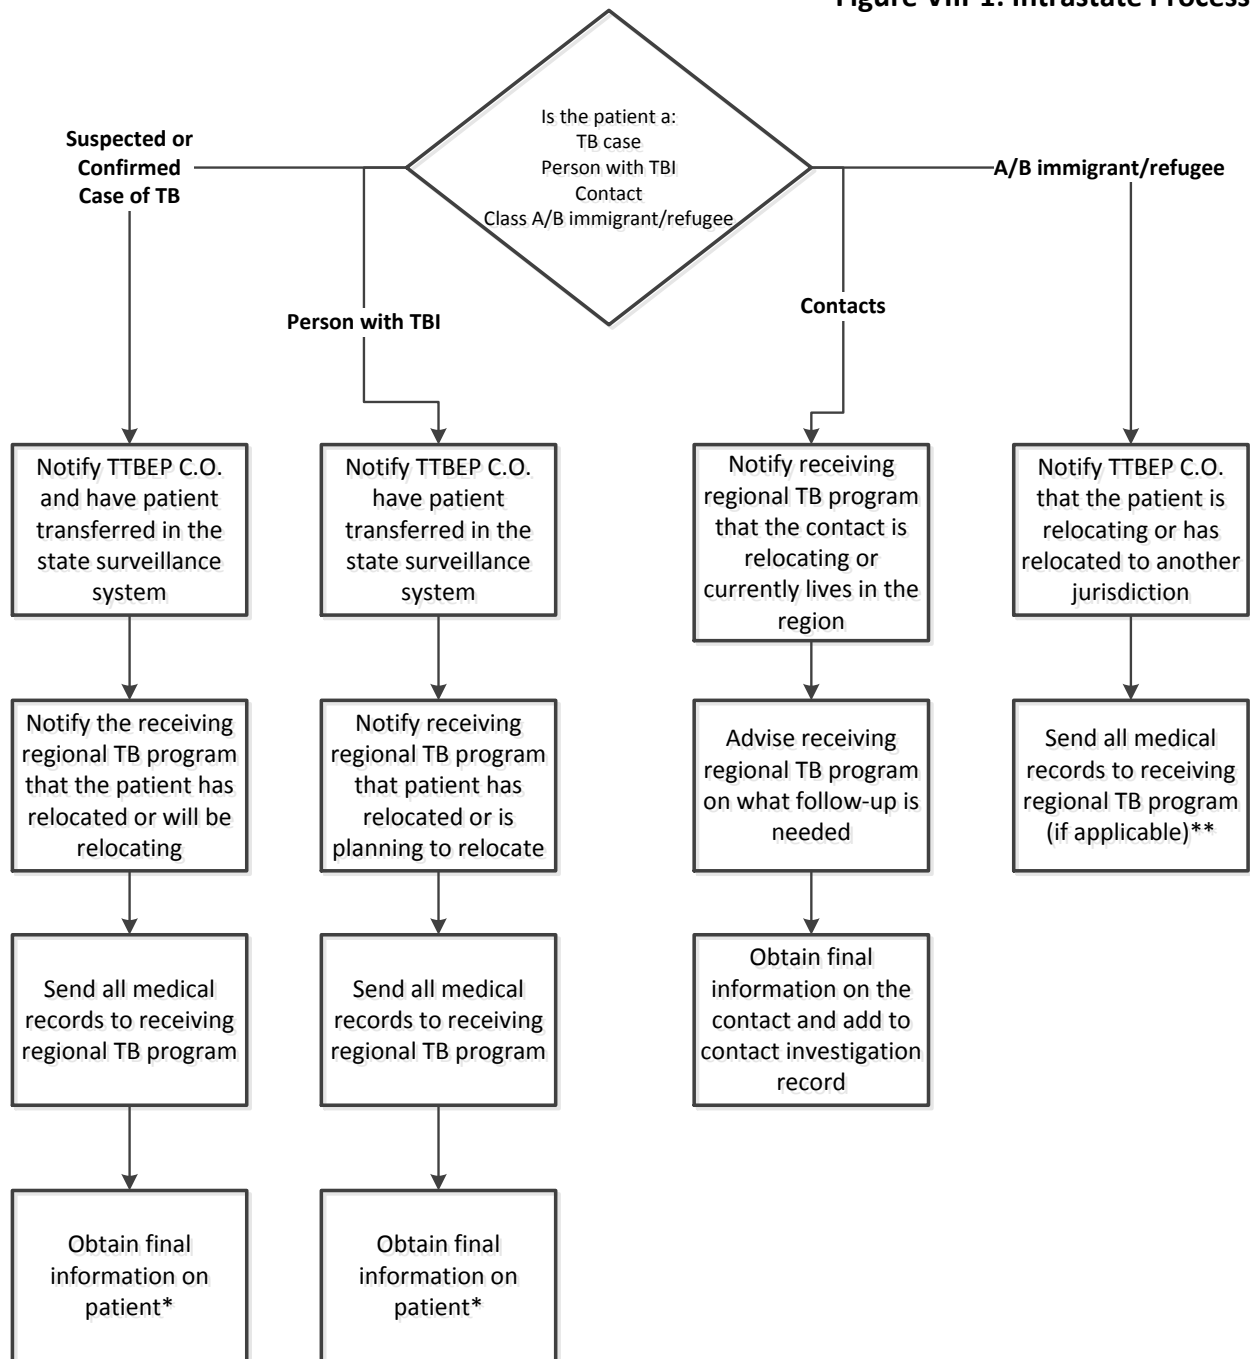 Figure VIII-1: Intrastate Process
Is the patient a:
TB case
Person with TBI
Contact
Class A/B immigrant/refugee
Suspected or
Confirmed
Case of TB
Person with TBI
Contacts
A/B immigrant/refugee
Notify TTBEP C.O.
and have patient
transferred in the
state surveillance
system
Notify TTBEP C.O.
have patient
transferred in the
state surveillance
system
Notify receiving
regional TB program
that the contact is
relocating or
currently lives in the
region
Notify TTBEP C.O.
that the patient is
relocating or has
relocated to another
jurisdiction
Notify the receiving
regional TB program
that the patient has
relocated or will be
relocating
Notify receiving
regional TB program
that patient has
relocated or is
planning to relocate
Advise receiving
regional TB program
on what follow-up is
needed
Send all medical
records to receiving
regional TB program
(if applicable)**
Send all medical
records to receiving
regional TB program
Send all medical
records to receiving
regional TB program
Obtain final
information on the
contact and add to
contact investigation
record
Obtain final
information on
patient*
Obtain final
information on
patient*